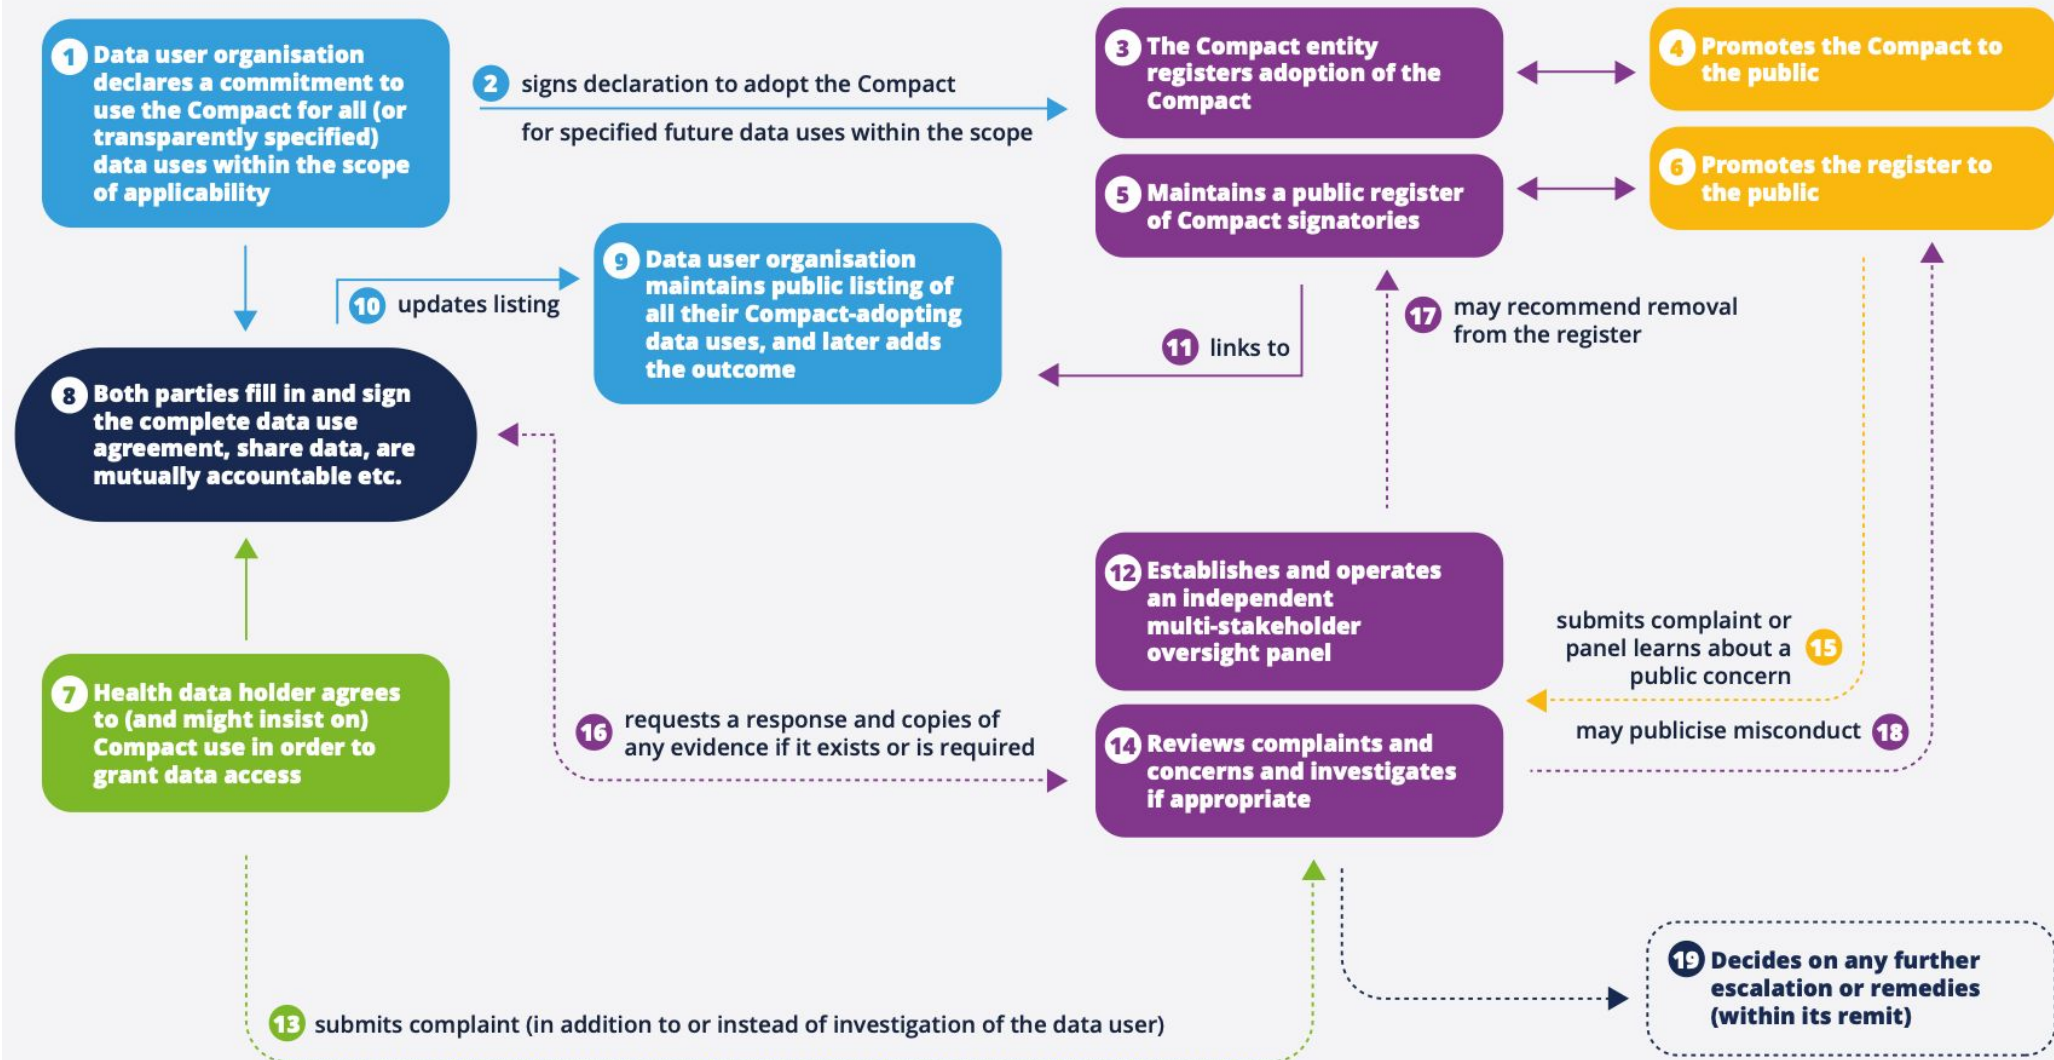 1 Data user organisation
declares a commitment to
use the Compact for all (or
transparently specified)
data uses within the scope
of applicability
2 signs declaration to adopt the Compact
for specified future data uses within the scope
3 The Compact entity
registers adoption of the
Compact
4 Promotes the Compact to
the public
5 Maintains a public register
of Compact signatories
6 Promotes the register to
the public
9 Data user organisation
maintains public listing of
all their Compact-adopting
data uses, and later adds
the outcome
10 updates listing
11 links to
17 may recommend removal
from the register
8 Both parties fill in and sign
the complete data use
agreement, share data, are
mutually accountable etc.
12 Establishes and operates
an independent
multi-stakeholder
oversight panel
submits complaint or
panel learns about a 15
public concern
7 Health data holder agrees
to (and might insist on)
Compact use in order to
grant data access
16 requests a response and copies of
any evidence if it exists or is required
14 Reviews complaints and
concerns and investigates
if appropriate
may publicise misconduct 18
19 Decides on any further
escalation or remedies
(within its remit)
13 submits complaint (in addition to or instead of investigation of the data user)